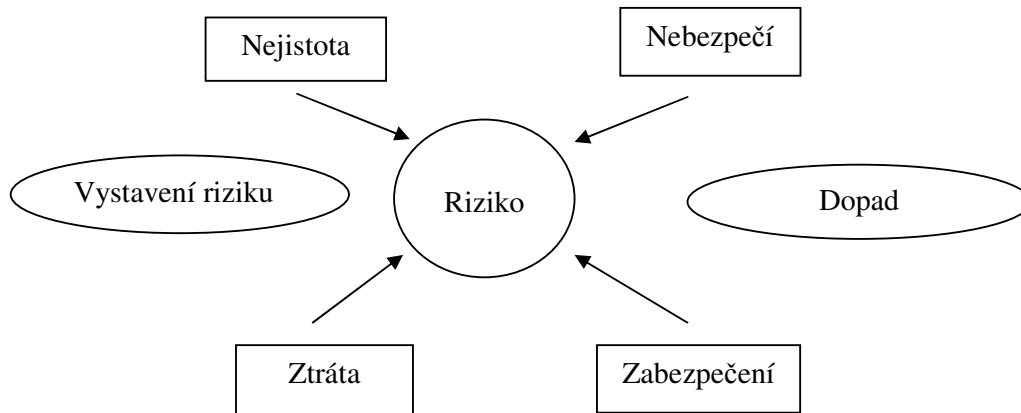 Nejistota
Nebezpečí
Vystavení riziku
Riziko
Dopad
Ztráta
Zabezpečení